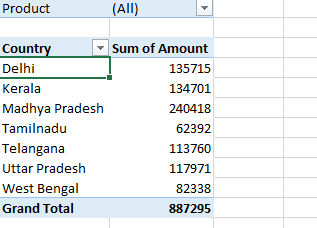 Product (All)
Country Sum of Amount
Delhi 135715
Kerala 134701
Madhya Pradesh 240418
Tamilnadu 62392
Telangana 113760
Uttar Pradesh 117971
West Bengal 82338
Grand Total 887295